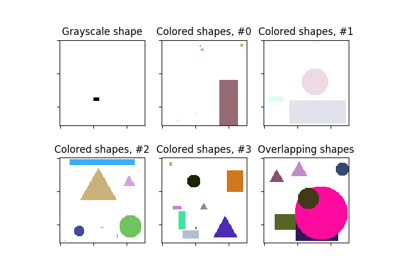 Grayscale shape
Colored shapes, #0
Colored shapes, #1
Colored shapes, #2
Colored shapes, #3
Overlapping shapes